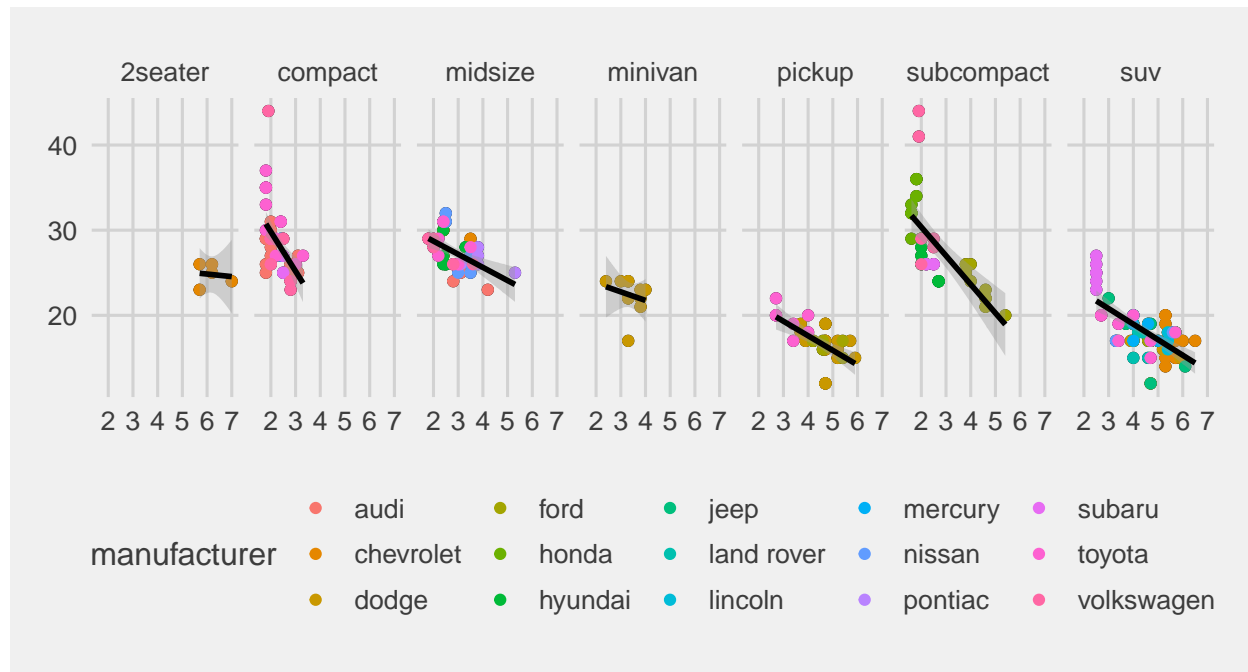 2seater compact midsize minivan pickup subcompact suv
40
30
20
2 3 4 5 6 7 2 3 4 5 6 7 2 3 4 5 6 7 2 3 4 5 6 7 2 3 4 5 6 7 2 3 4 5 6 7 2 3 4 5 6 7
audi ford jeep mercury subaru
manufacturer chevrolet honda land rover nissan toyota
dodge hyundai lincoln pontiac volkswagen